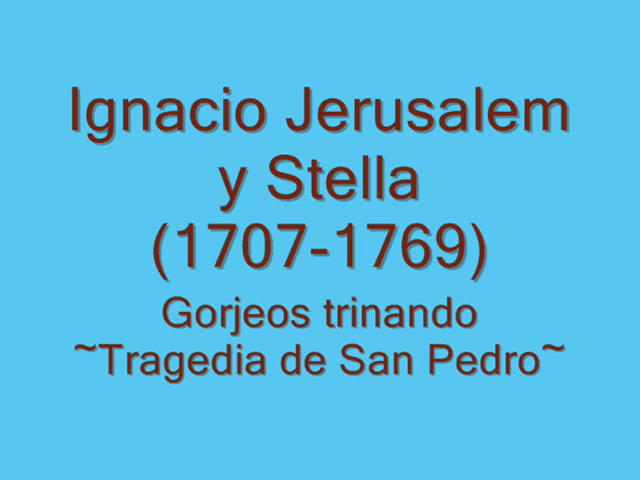 Ignacio Jerusalem
y Stella
(1707-1769)
Gorjeos trinando
~Tragedia de San Pedro~